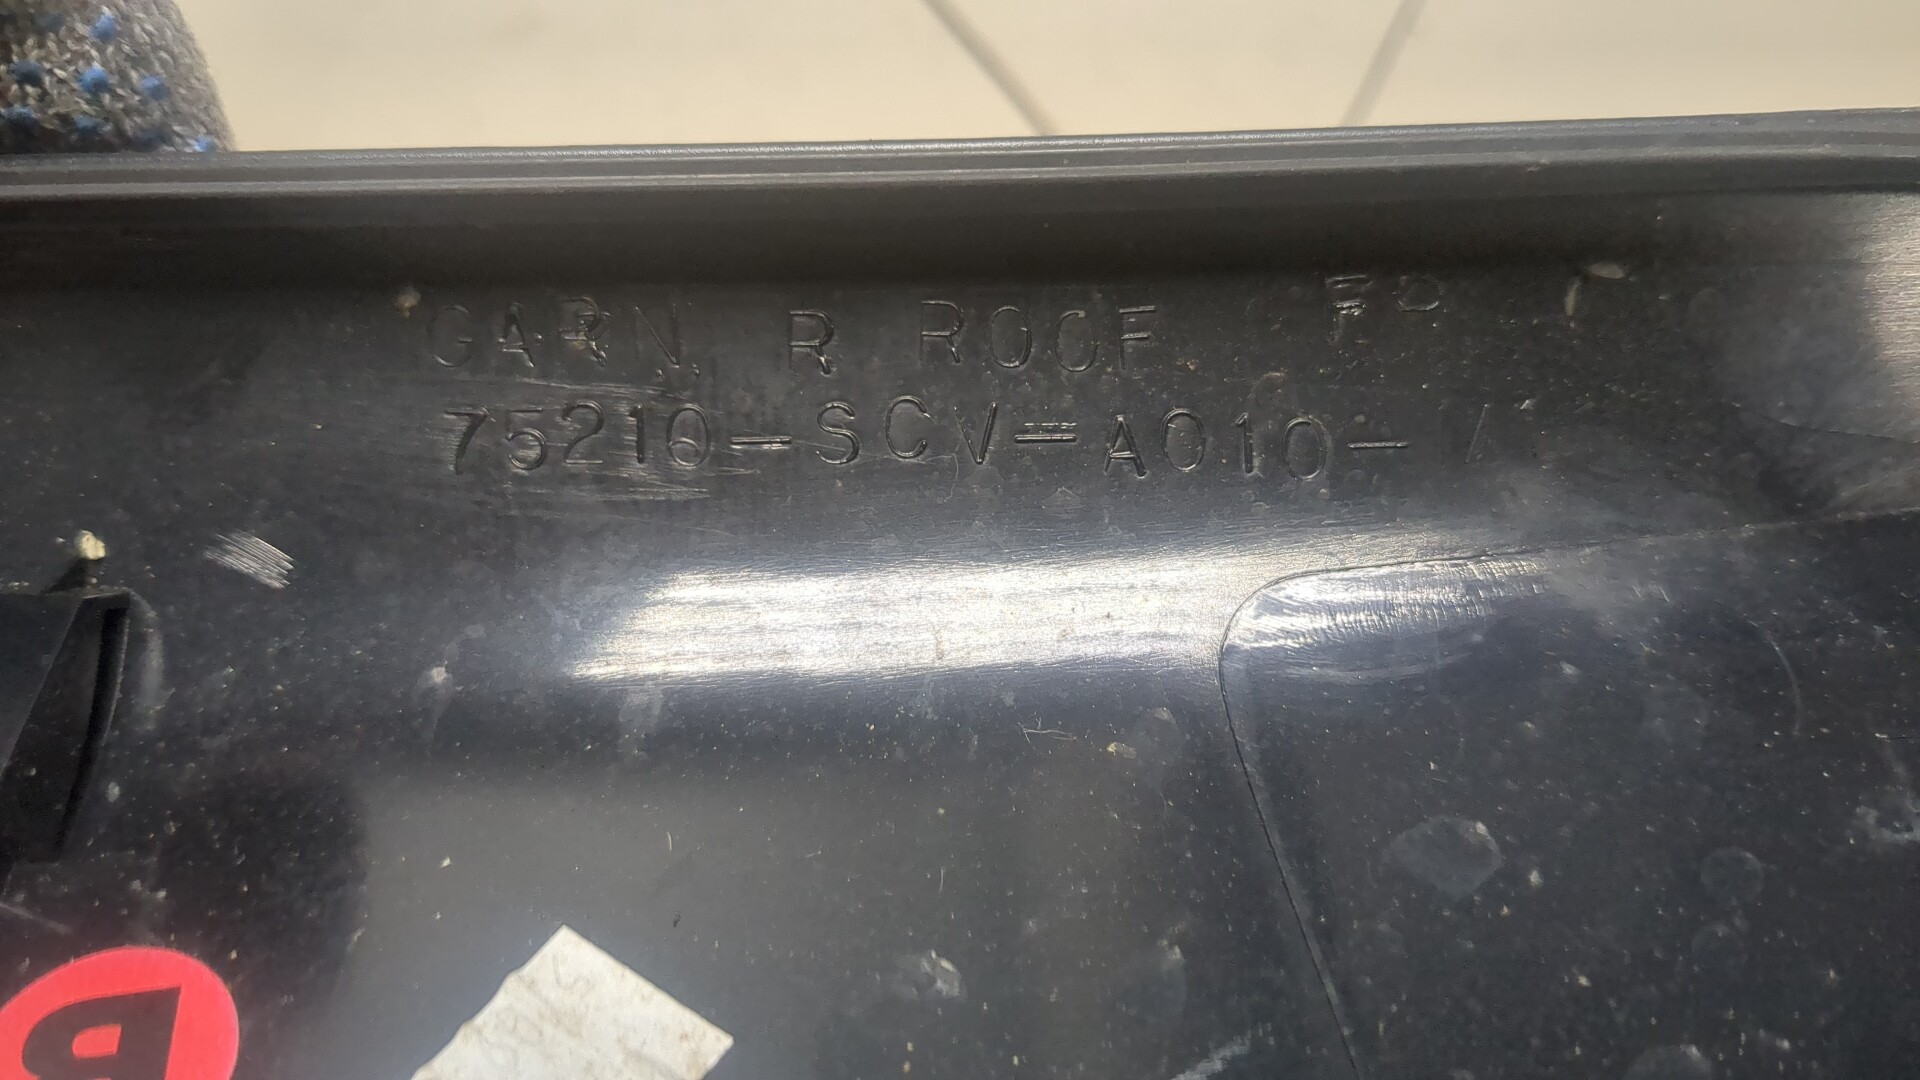 GARN R ROOF
75210-SCV-A010-
B